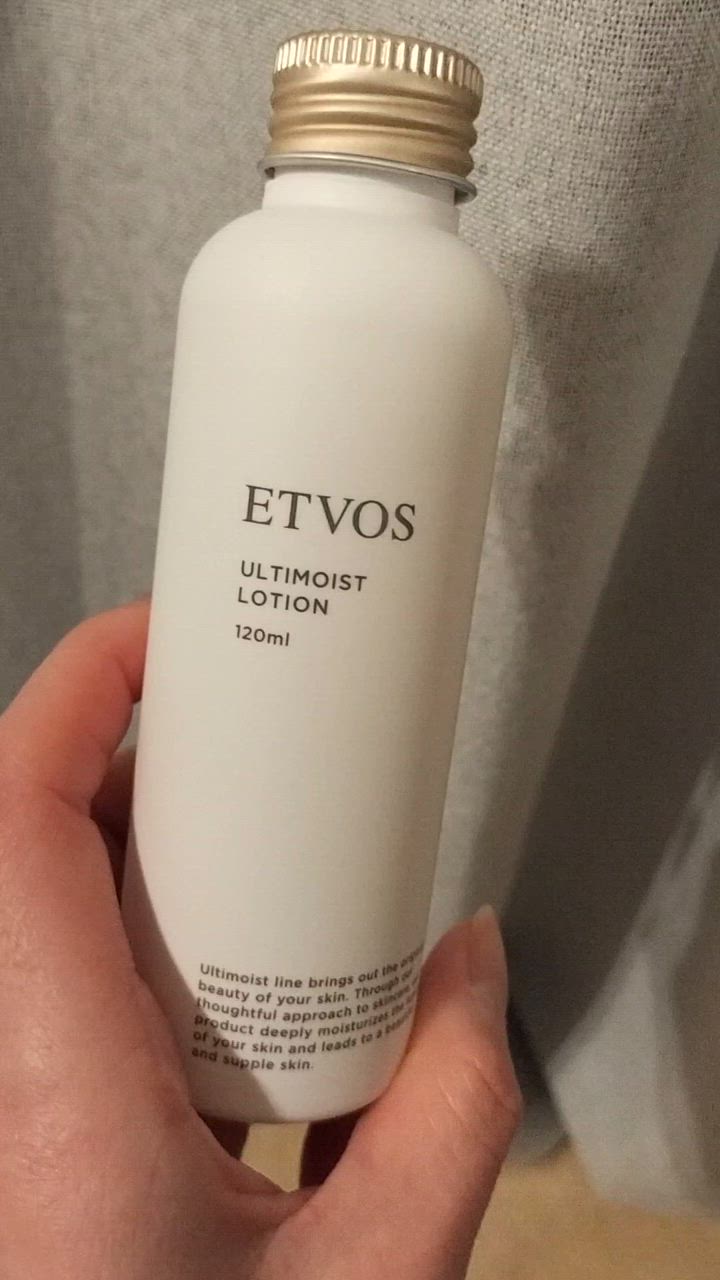 ETVOS
ULTIMOIST
LOTION
120ml
Ultimoist line brings out the
beauty of your skin. Through our
thoughtful approach to skincare
product deeply moisturizes the
of your skin and leads to a
and supple skin.